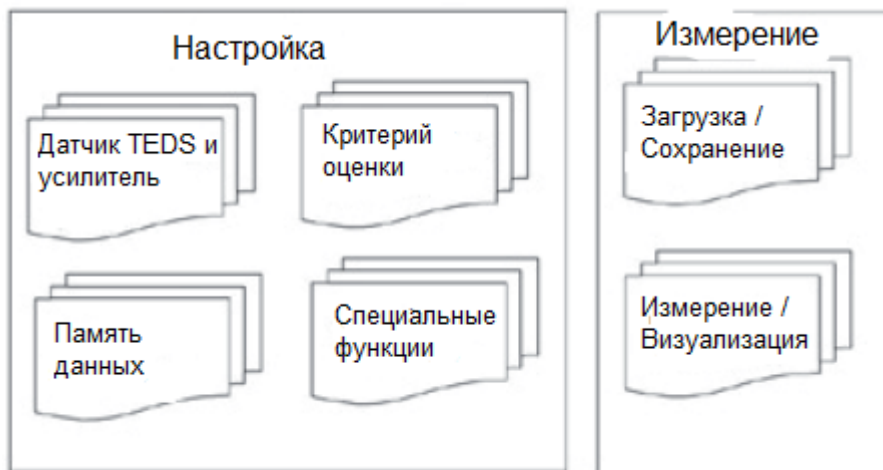 Настройка
Датчик TEDS и
усилитель
Критерий
оценки
Память
данных
Специальные
функции
Измерение
Загрузка /
Сохранение
Измерение /
Визуализация